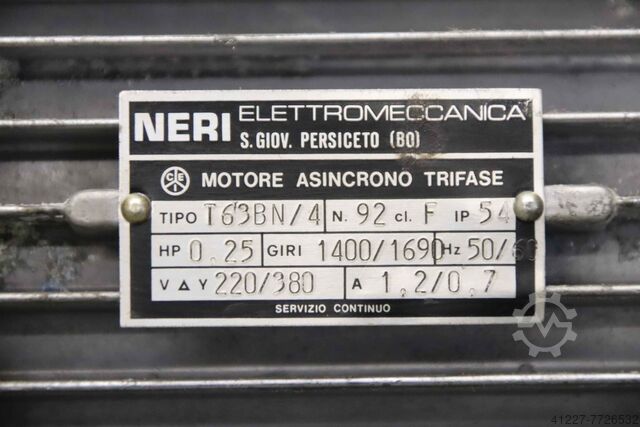 NERI ELETTROMECCANICA
S. GIOV. PERSICETO (BO)
CE MOTORE ASINCRONO TRIFASE
TIPO T63BN/4 N. 92 cl. F IP 54
HP 0.25 GIRI 1400/1690 Hz 50/60
V Δ Y 220/380 A 1,2/0,7
SERVIZIO CONTINUO
41227-7726532